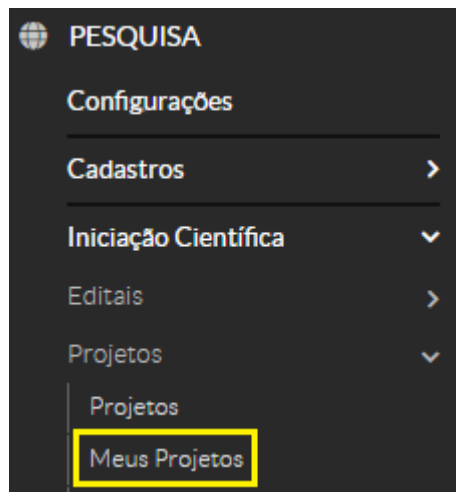 PESQUISA
Configurações
Cadastros
Iniciação Científica
Editais
Projetos
Projetos
Meus Projetos